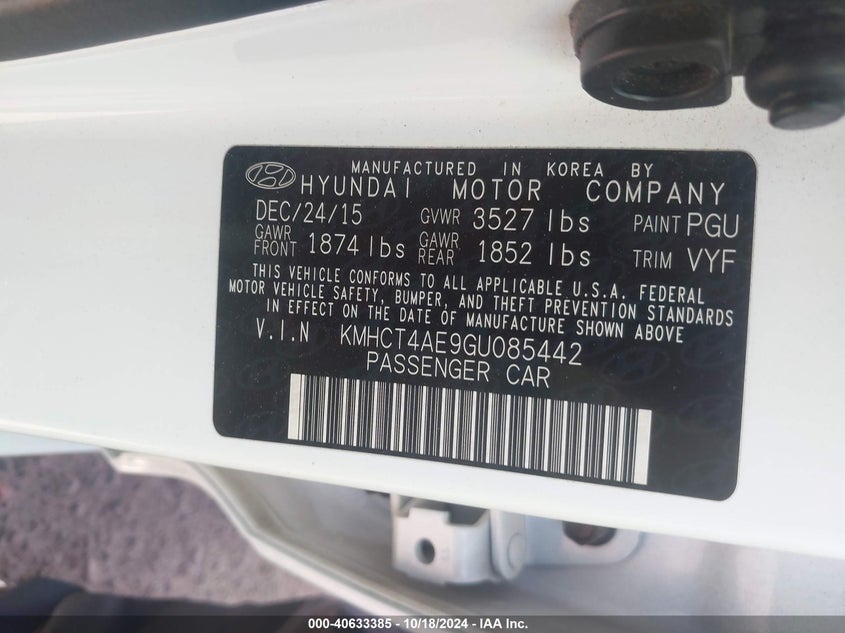 MANUFACTURED IN KOREA BY
HYUNDAI MOTOR COMPANY
DEC/24/15 GVWR 3527 lbs PAINT PGU
GAWR FRONT 1874 lbs GAWR REAR 1852 lbs TRIM VYF
THIS VEHICLE CONFORMS TO ALL APPLICABLE U.S.A. FEDERAL
MOTOR VEHICLE SAFETY, BUMPER, AND THEFT PREVENTION STANDARDS
IN EFFECT ON THE DATE OF MANUFACTURE SHOWN ABOVE
V.I.N KMHCT4AE9GU085442
PASSENGER CAR
000-40633385 - 10/18/2024 - IAA Inc.